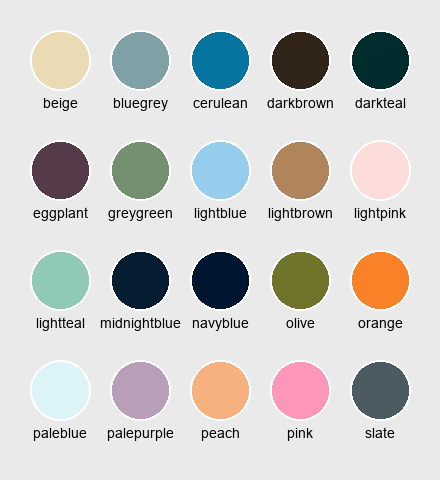 beige bluegrey cerulean darkbrown darkteal
eggplant greygreen lightblue lightbrown lightpink
lightteal midnightblue navyblue olive orange
paleblue palepurple peach pink slate